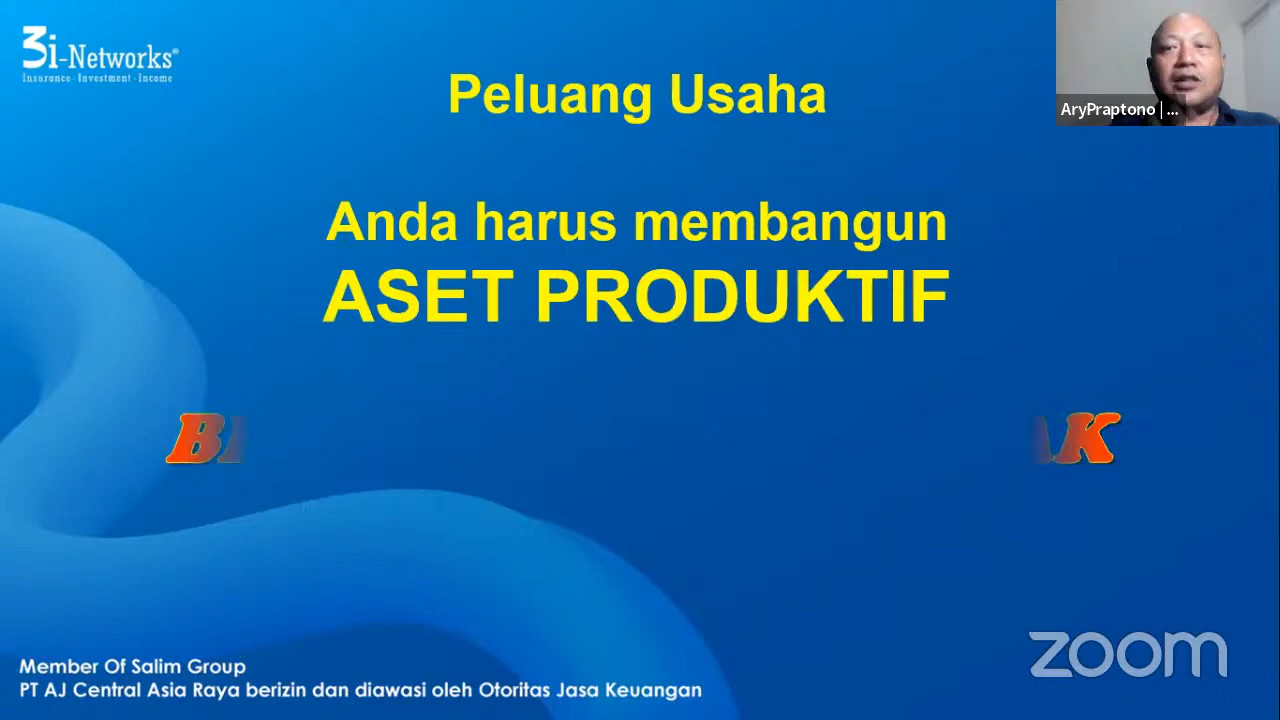 3i-Networks®
Insurance - Investment - Income
Peluang Usaha
AryPraptono | ...
Anda harus membangun
ASET PRODUKTIF
zoom
Member Of Salim Group
PT AJ Central Asia Raya berizin dan diawasi oleh Otoritas Jasa Keuangan